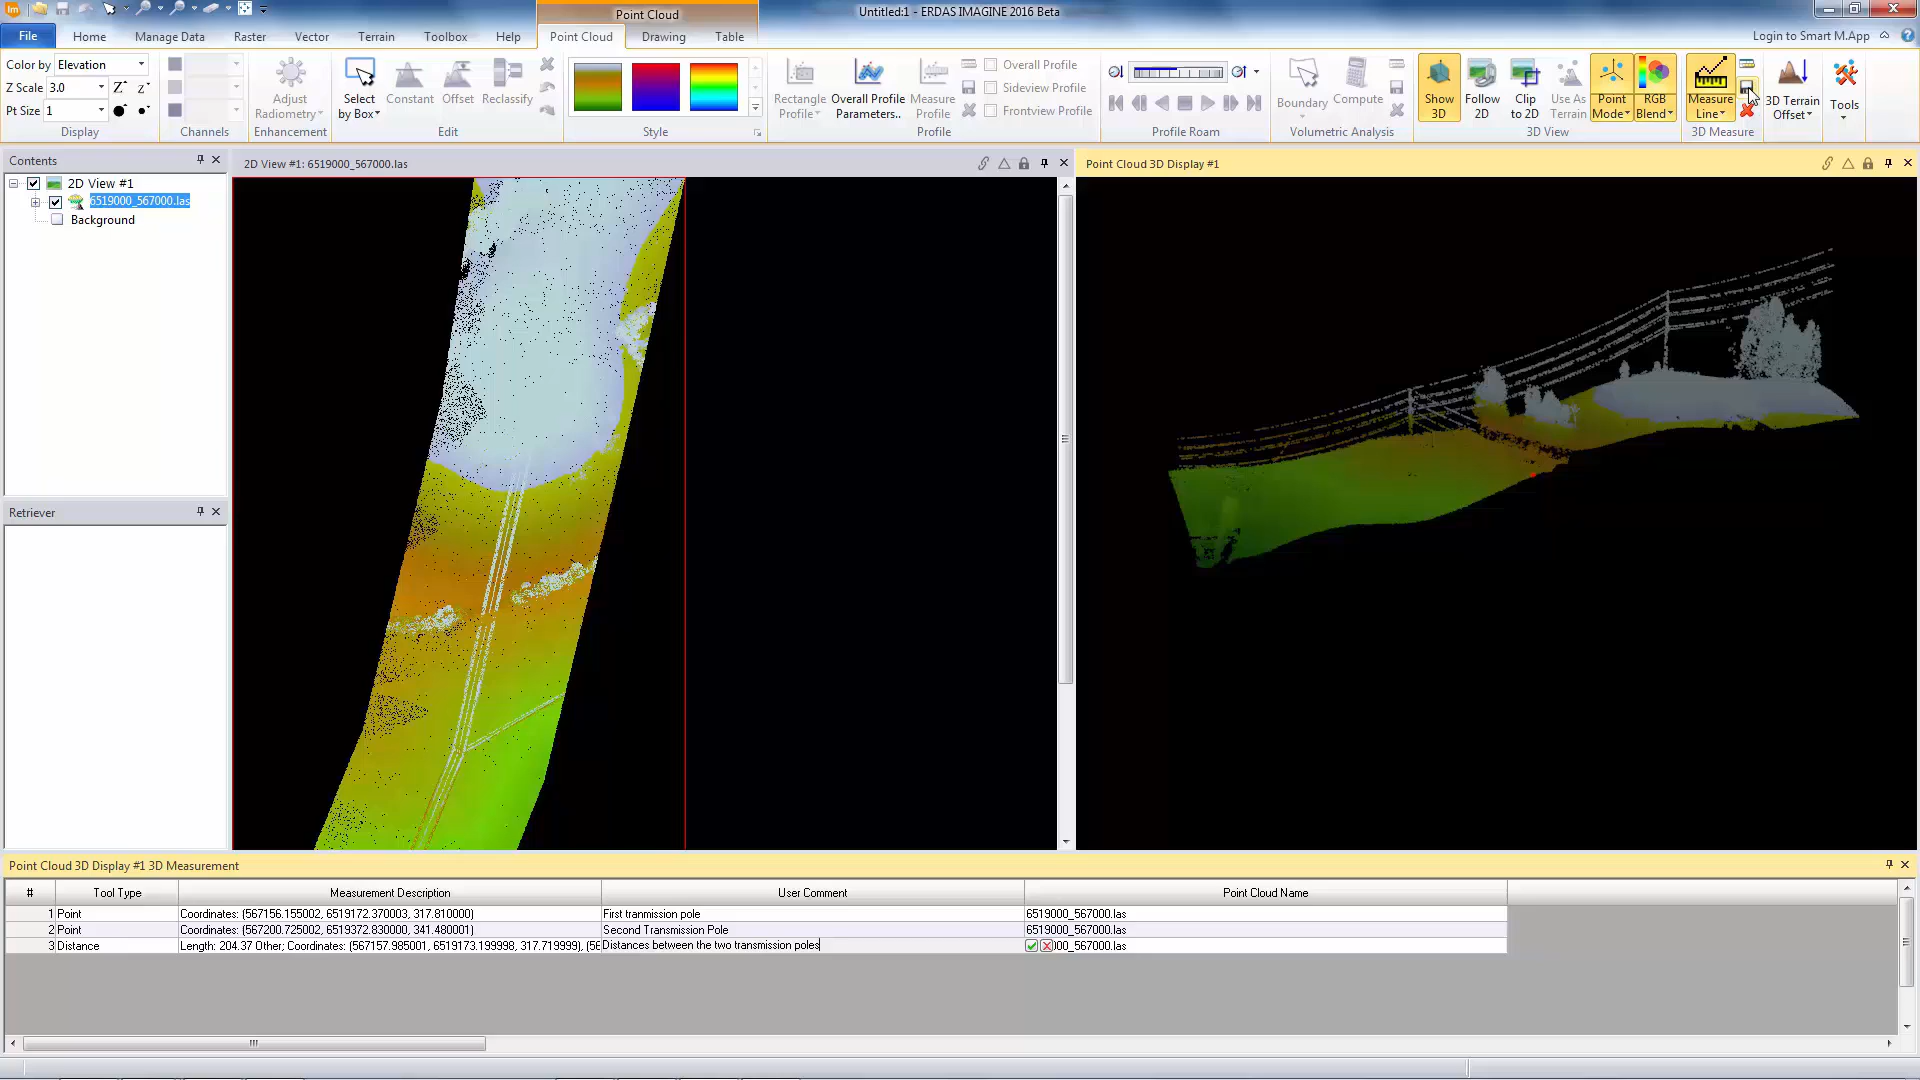 Point Cloud
Untitled:1 - ERDAS IMAGINE 2016 Beta
File
Home
Manage Data
Raster
Vector
Terrain
Toolbox
Help
Point Cloud
Drawing
Table
Login to Smart M.App
Color by Elevation
Z Scale 3.0
Pt Size 1
Display
Channels
Adjust
Radiometry
Enhancement
Select
by Box
Constant
Offset
Reclassify
Edit
Style
Rectangle
Profile
Overall Profile
Parameters..
Measure
Profile
Overall Profile
Sideview Profile
Frontview Profile
Profile
Profile Roam
Boundary
Compute
Volumetric Analysis
Show
3D
Follow
2D
Clip
to 2D
Use As
Terrain
Point
Mode
RGB
Blend
3D View
Measure
Line
3D Measure
3D Terrain
Offset
Tools
Contents
2D View #1
6519000_567000.las
Background
Retriever
2D View #1: 6519000_567000.las
Point Cloud 3D Display #1
Point Cloud 3D Display #1 3D Measurement
# Tool Type Measurement Description User Comment Point Cloud Name
1 Point Coordinates: (567156.155002, 6519172.370003, 317.810000) First tranmission pole 6519000_567000.las
2 Point Coordinates: (567200.725002, 6519372.830000, 341.480001) Second Transmission Pole 6519000_567000.las
3 Distance Length: 204.37 Other; Coordinates: (567157.985001, 6519173.199998, 317.719999), (56 Distances between the two transmission poles 00_567000.las